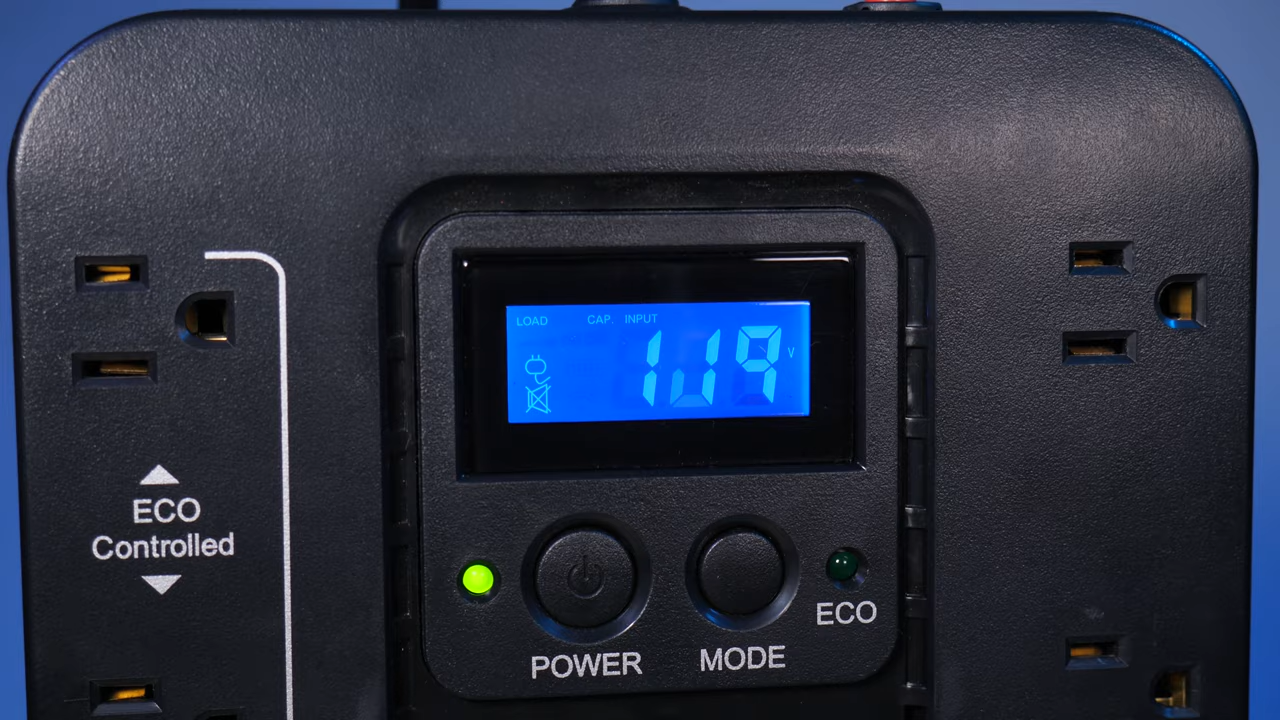 LOAD CAP. INPUT
119 V
ECO
Controlled
ECO
POWER MODE